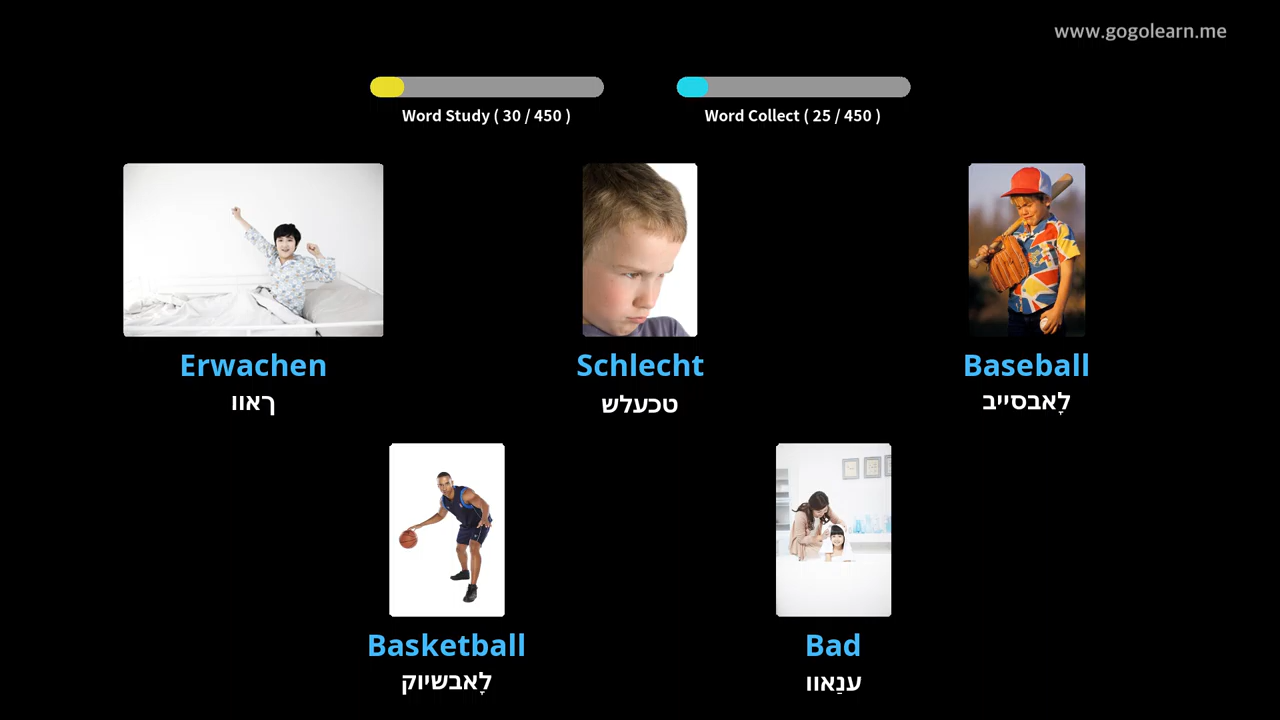 www.gogolearn.me
Word Study ( 30 / 450 )
Word Collect ( 25 / 450 )
Erwachen
ךאוו
Schlecht
טכעלש
Baseball
לָאבסייב
Basketball
לָאבשיוק
Bad
ענַאוו